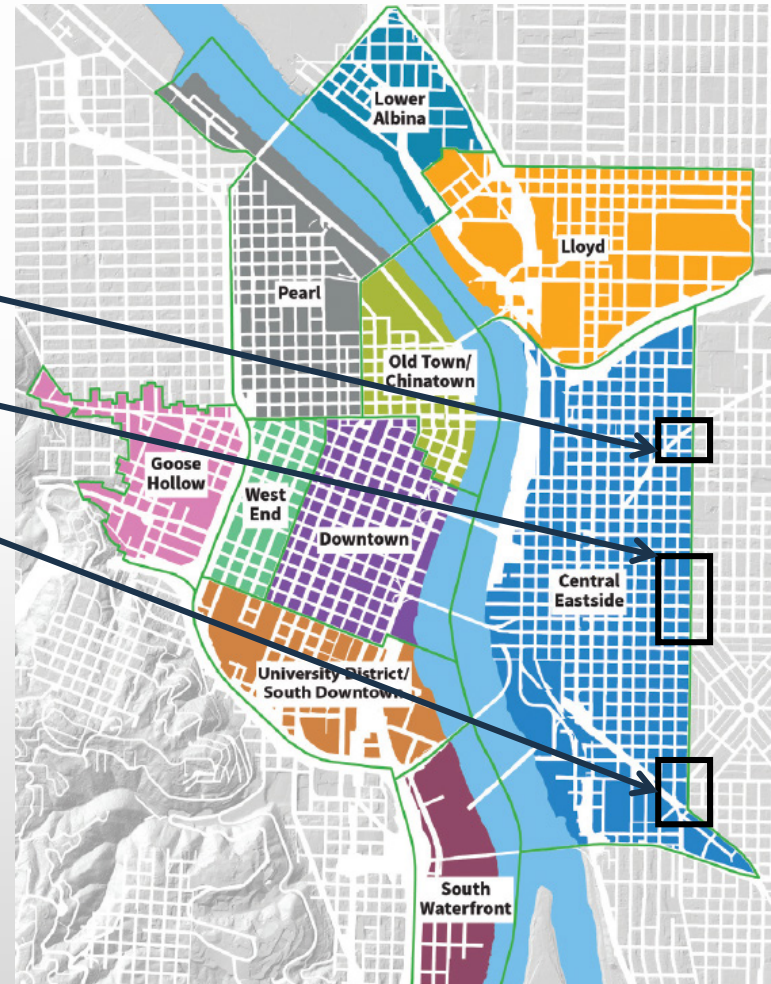 Lower
Albina
Lloyd
Pearl
Old Town/
Chinatown
Goose
Hollow
West
End
Downtown
Central
Eastside
University District/
South Downtown
South
Waterfront